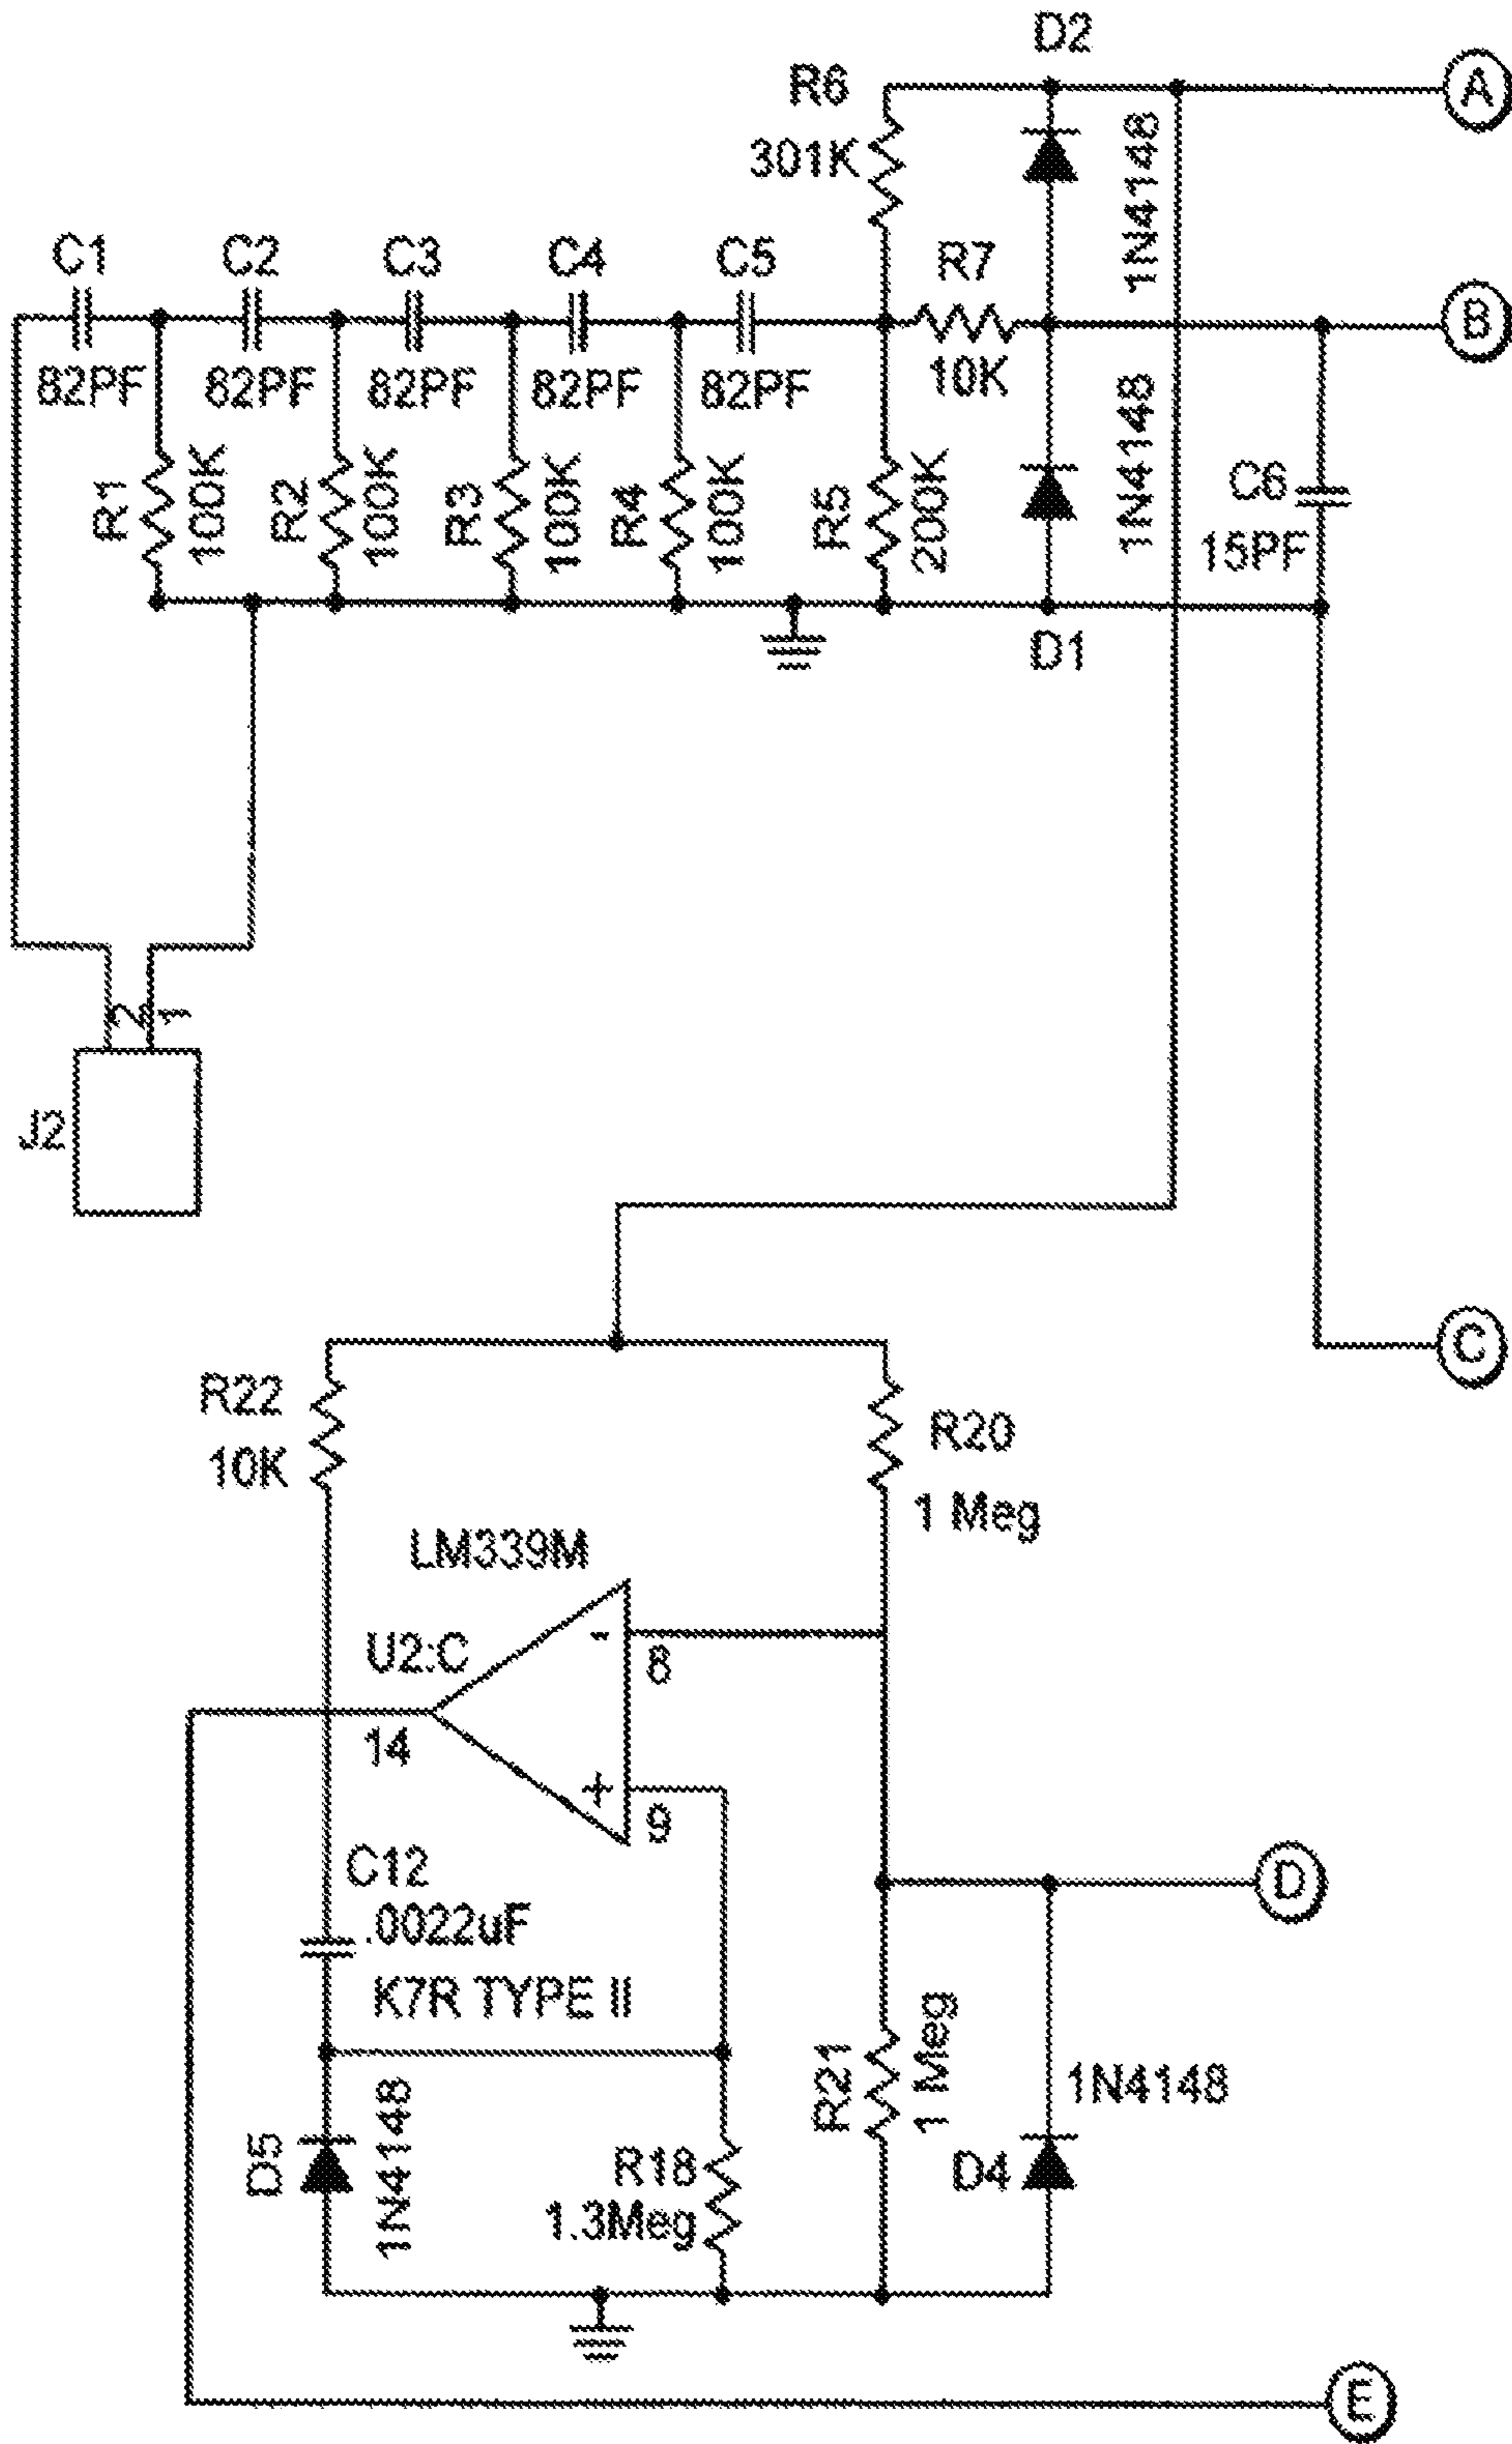 D2
R6
301K
1N4148
A
C1
C2
C3
C4
C5
R7
B
82PF
82PF
82PF
82PF
82PF
10K
R1
100K
R2
100K
R3
100K
R4
100K
R5
200K
1N4148
C6
15PF
D1
2
1
J2
C
R22
10K
R20
1 Meg
LM339M
U2:C
-
8
14
+
9
C12
.0022uF
K7R TYPE II
D
R21
1 Meg
1N4148
D5
1N4148
R18
1.3Meg
D4
E